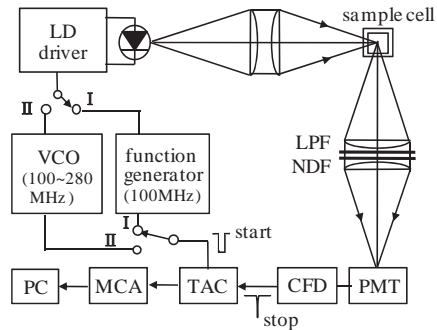 LD
driver
sample cell
II
I
LPF
NDF
VCO
(100~280
MHz)
function
generator
(100MHz)
I
II
start
PC
MCA
TAC
CFD
PMT
stop